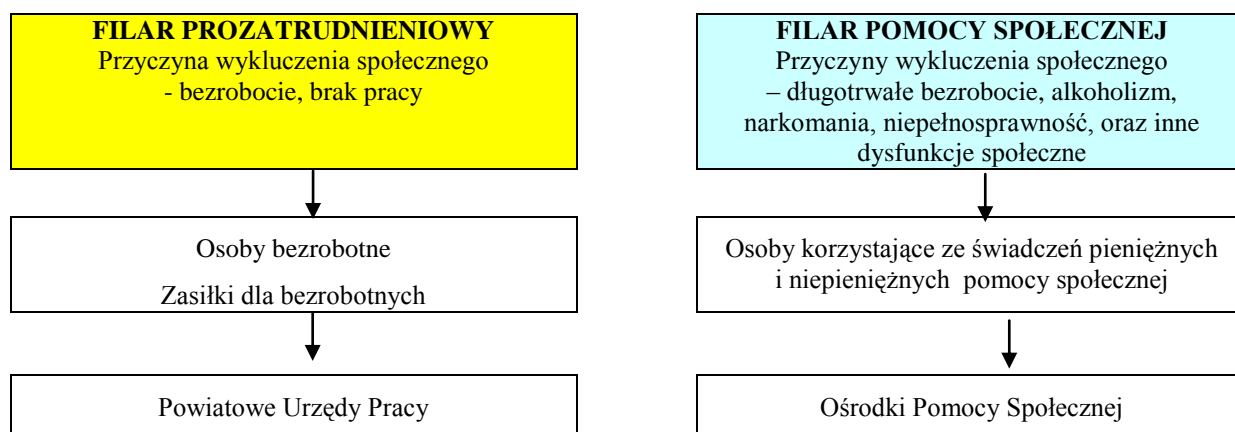 FILAR PROZATRUDNIENIOWY
Przyczyna wykluczenia społecznego
- bezrobocie, brak pracy
Osoby bezrobotne
Zasiłki dla bezrobotnych
Powiatowe Urzędy Pracy
FILAR POMOCY SPOŁECZNEJ
Przyczyny wykluczenia społecznego
– długotrwałe bezrobocie, alkoholizm,
narkomania, niepełnosprawność, oraz inne
dysfunkcje społeczne
Osoby korzystające ze świadczeń pieniężnych
i niepieniężnych pomocy społecznej
Ośrodki Pomocy Społecznej